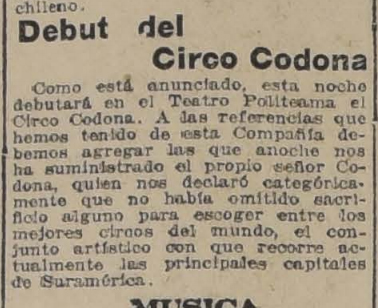 chileno.
Debut del
Circo Codona
Como está anunciado, esta noche
debutará en el Teatro Politeama el
Circo Codona. A las referencias que
hemos tenido de esta Compañía de-
bemos agregar las que anoche nos
ha suministrado el propio señor Co-
dona, quien nos declaró categórica-
mente que no había omitido sacri-
ficio alguno para escoger entre los
mejores circos del mundo, el con-
junto artístico con que recorre ac-
tualmente las principales capitales
de Suramérica.
MUSICA